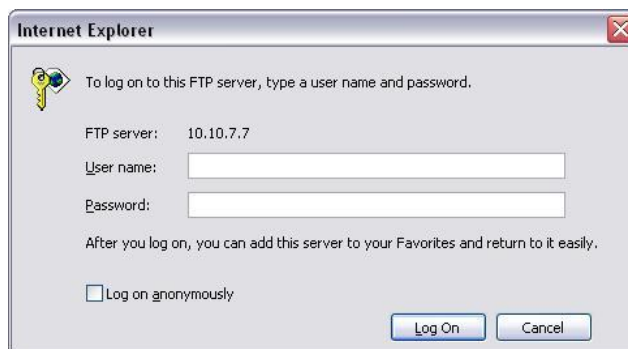 Internet Explorer
To log on to this FTP server, type a user name and password.
FTP server: 10.10.7.7
User name:
Password:
After you log on, you can add this server to your Favorites and return to it easily.
Log on anonymously
Log On Cancel